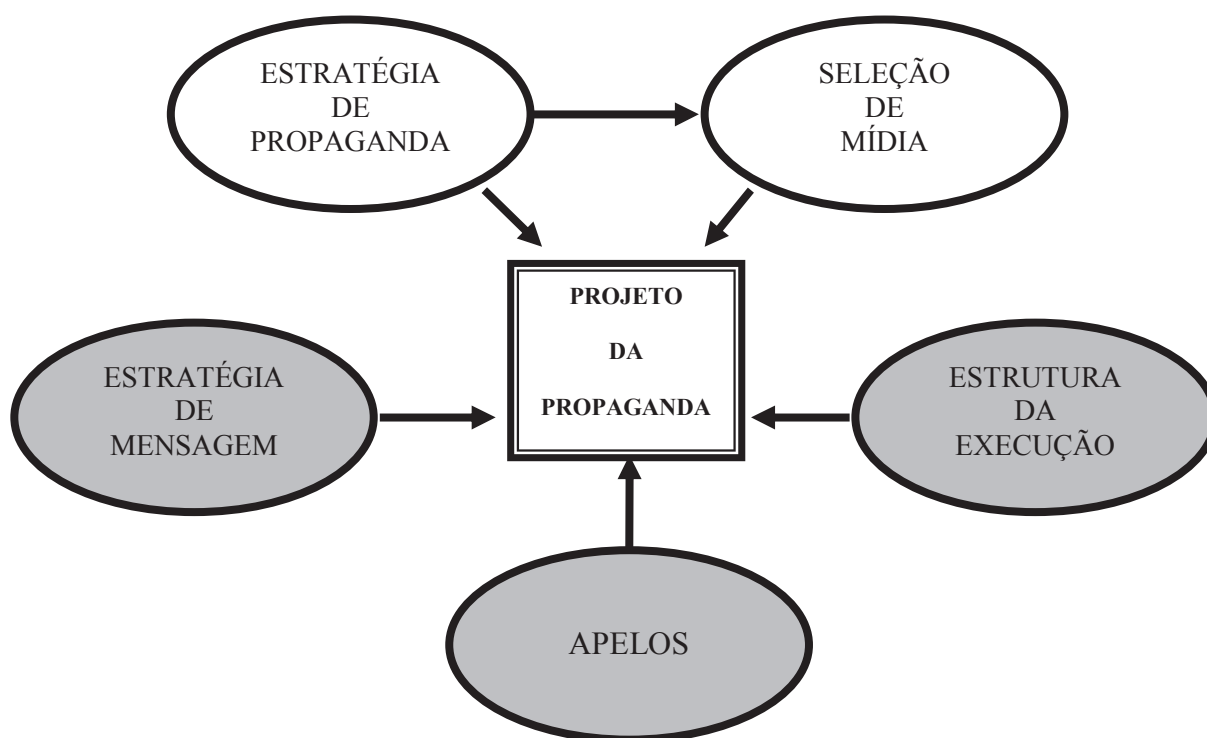 ESTRATÉGIA
DE
PROPAGANDA
SELEÇÃO
DE
MÍDIA
PROJETO
DA
PROPAGANDA
ESTRATÉGIA
DE
MENSAGEM
ESTRUTURA
DA
EXECUÇÃO
APELOS